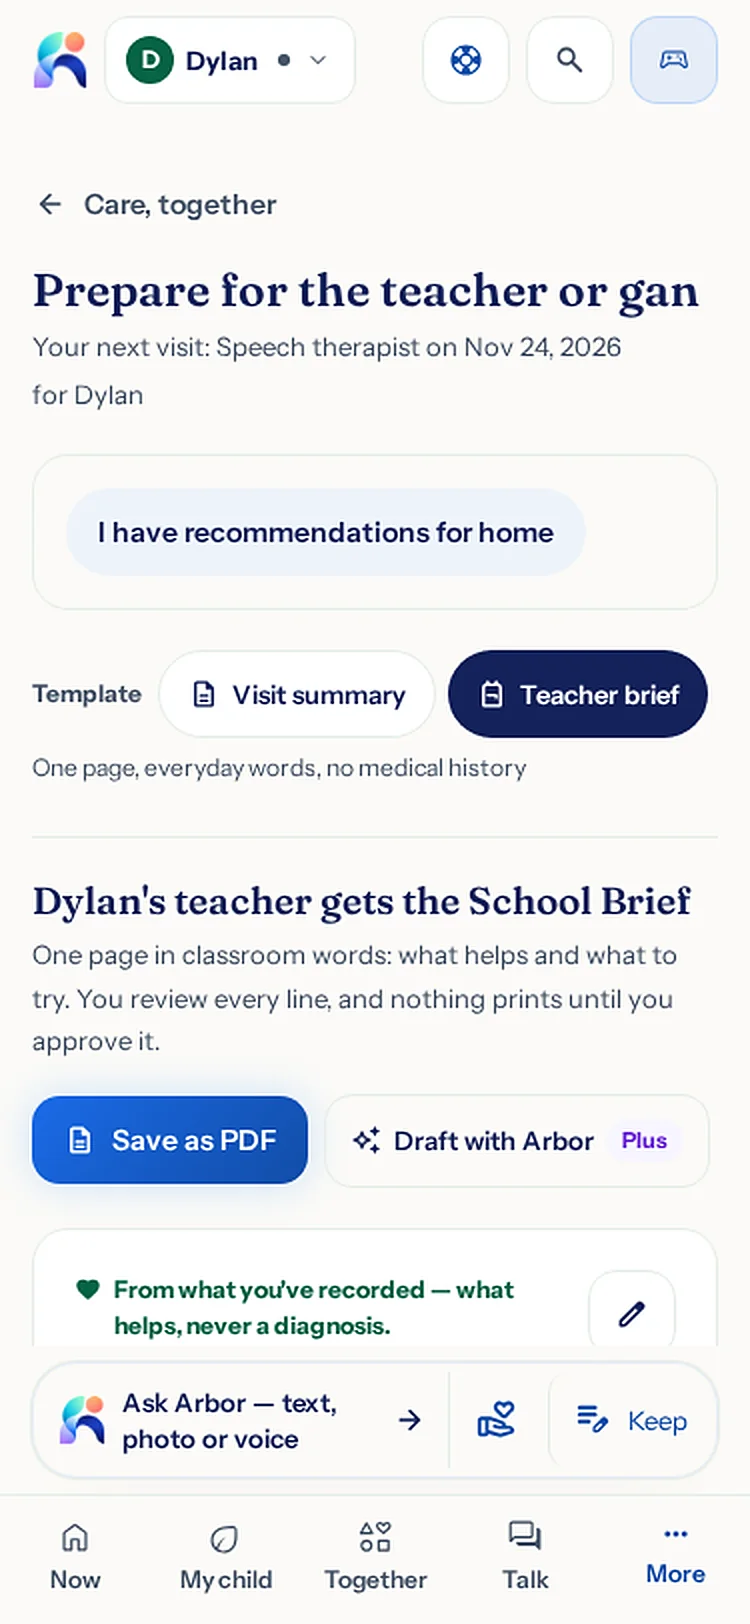 D Dylan
Care, together
Prepare for the teacher or gan
Your next visit: Speech therapist on Nov 24, 2026
for Dylan
I have recommendations for home
Template Visit summary Teacher brief
One page, everyday words, no medical history
Dylan's teacher gets the School Brief
One page in classroom words: what helps and what to
try. You review every line, and nothing prints until you
approve it.
Save as PDF Draft with Arbor Plus
From what you've recorded — what
helps, never a diagnosis.
Ask Arbor — text,
photo or voice
Keep
Now My child Together Talk More